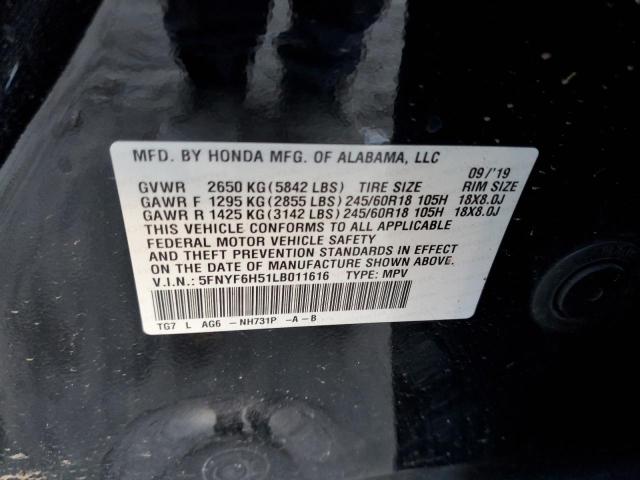 MFD. BY HONDA MFG. OF ALABAMA, LLC 09/'19
GVWR 2650 KG (5842 LBS) TIRE SIZE RIM SIZE
GAWR F 1295 KG (2855 LBS) 245/60R18 105H 18X8.0J
GAWR R 1425 KG (3142 LBS) 245/60R18 105H 18X8.0J
THIS VEHICLE CONFORMS TO ALL APPLICABLE
FEDERAL MOTOR VEHICLE SAFETY
AND THEFT PREVENTION STANDARDS IN EFFECT
ON THE DATE OF MANUFACTURE SHOWN ABOVE.
V.I.N.: 5FNYF6H51LB011616 TYPE: MPV
TG7 L AG6 -NH731P -A-B